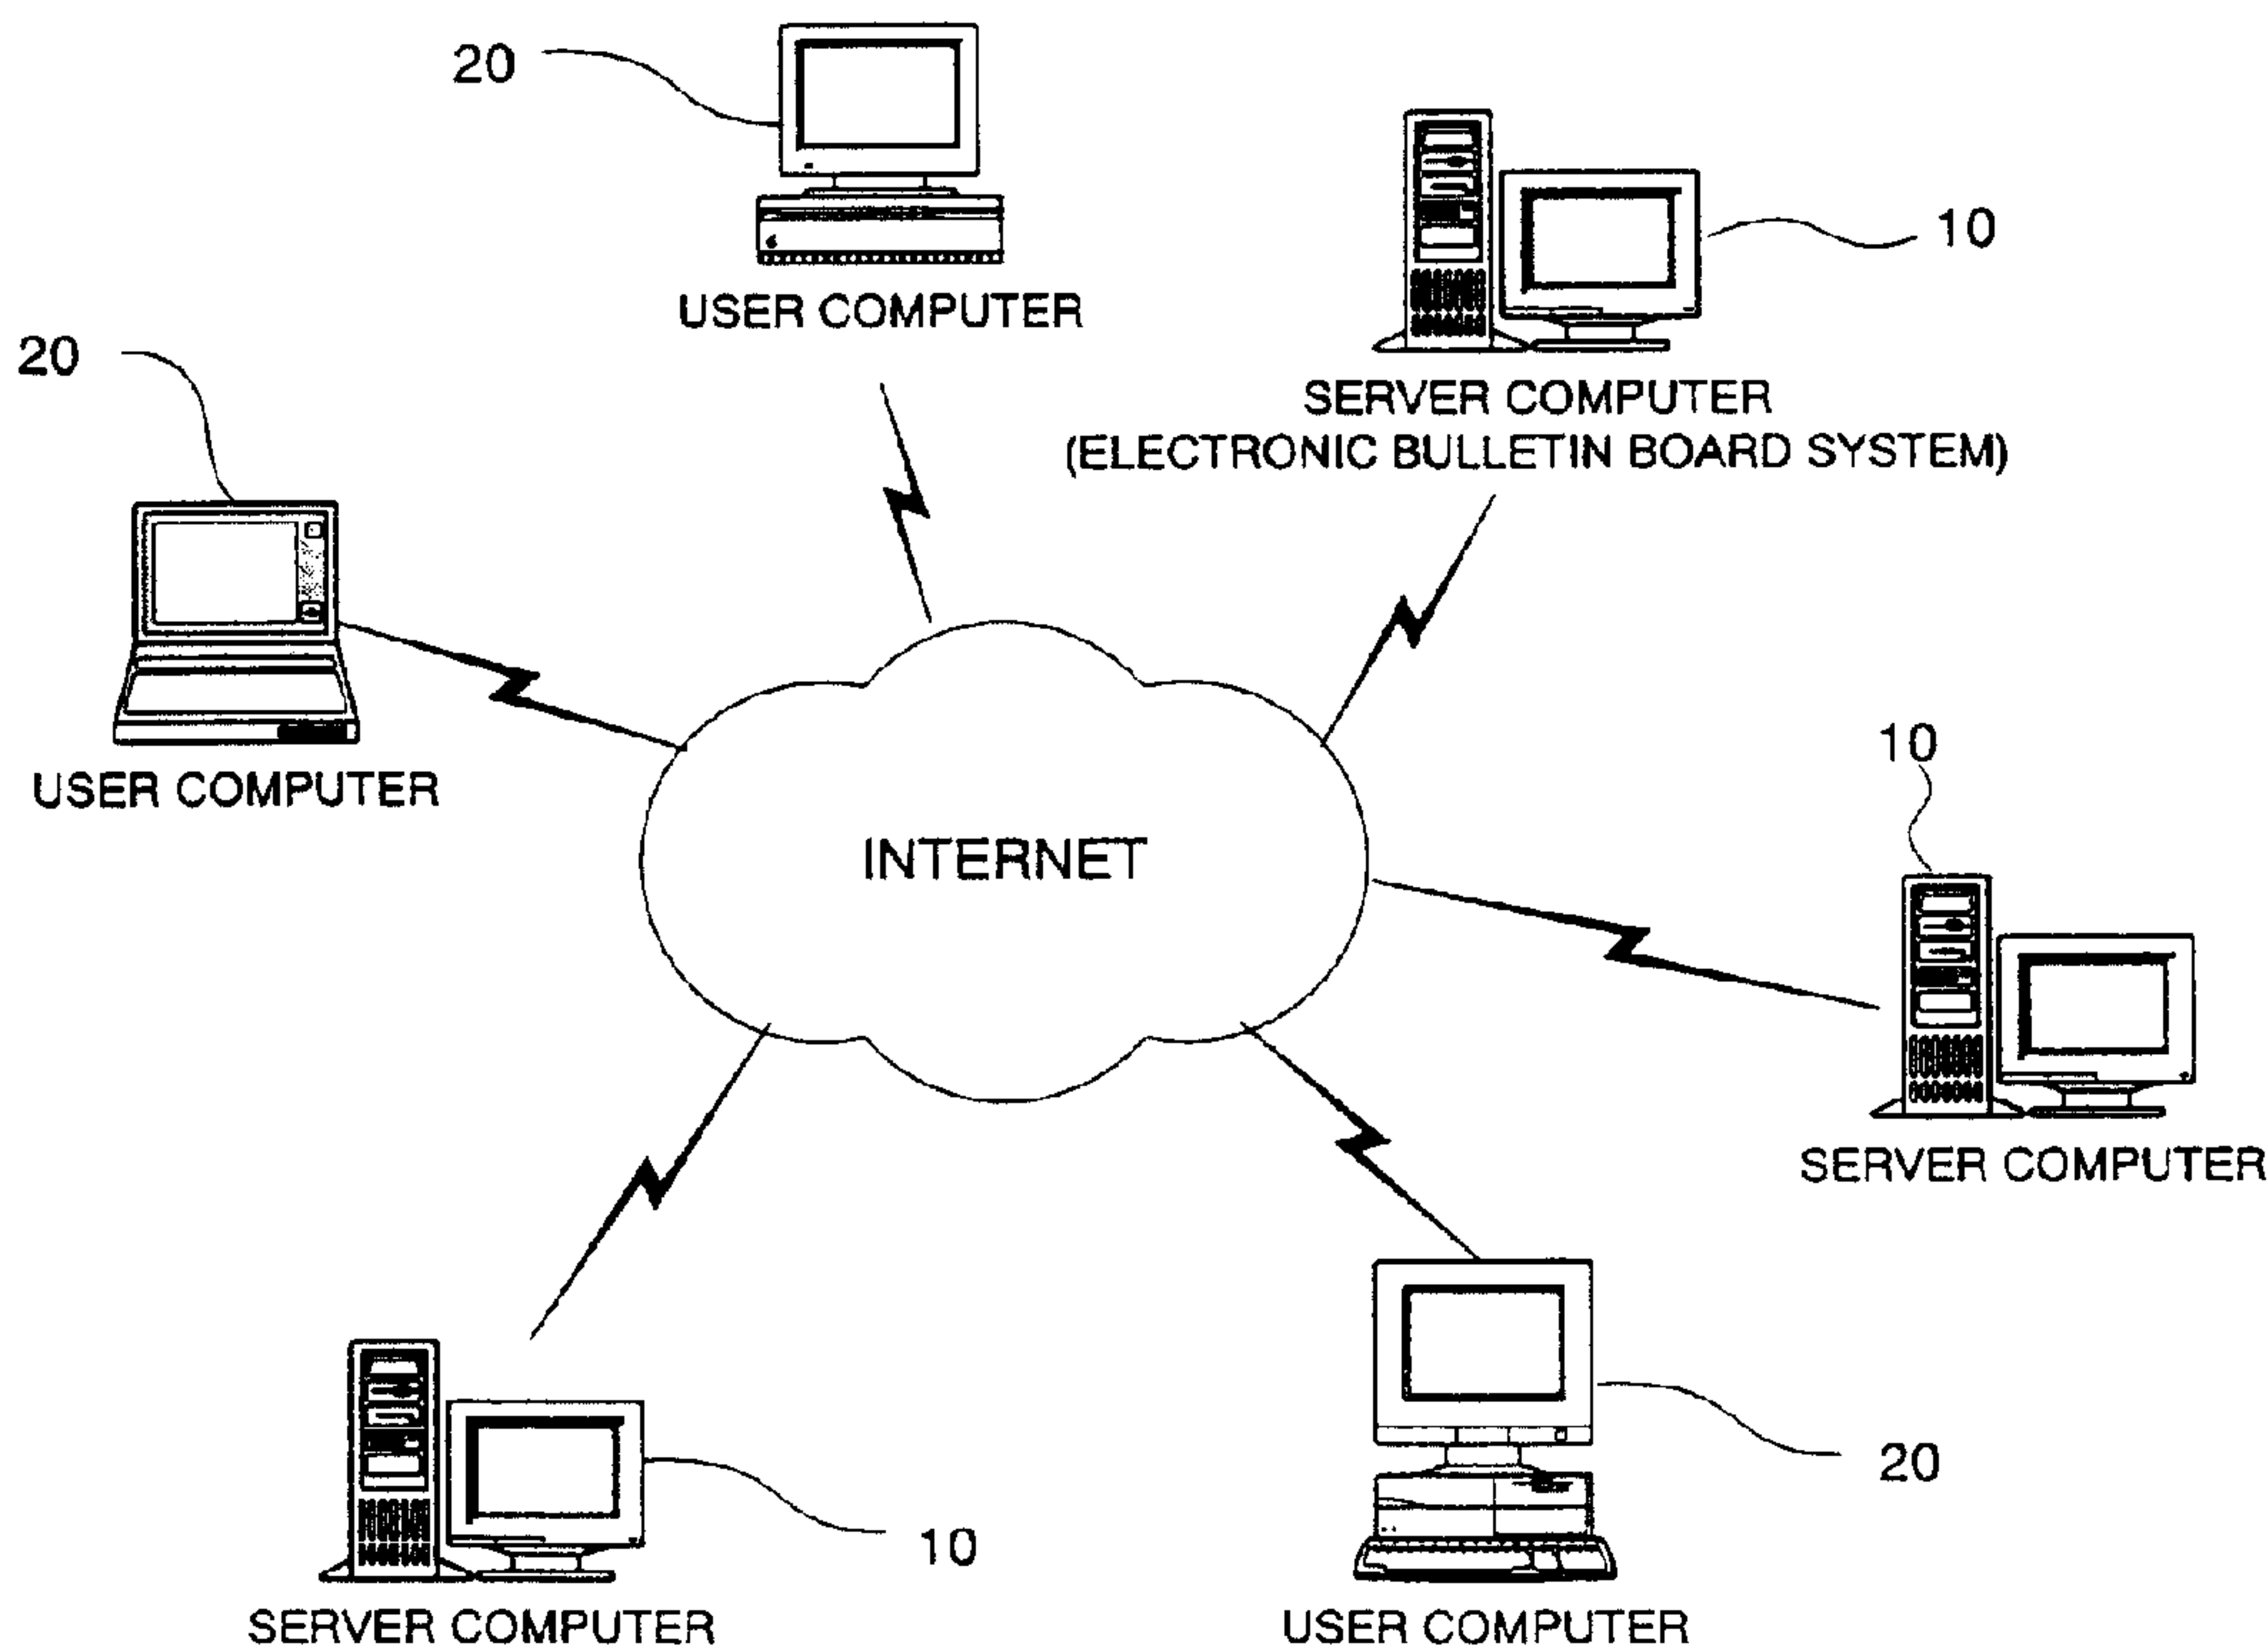 20
USER COMPUTER
10
SERVER COMPUTER
(ELECTRONIC BULLETIN BOARD SYSTEM)
20
USER COMPUTER
INTERNET
10
SERVER COMPUTER
10
SERVER COMPUTER
20
USER COMPUTER